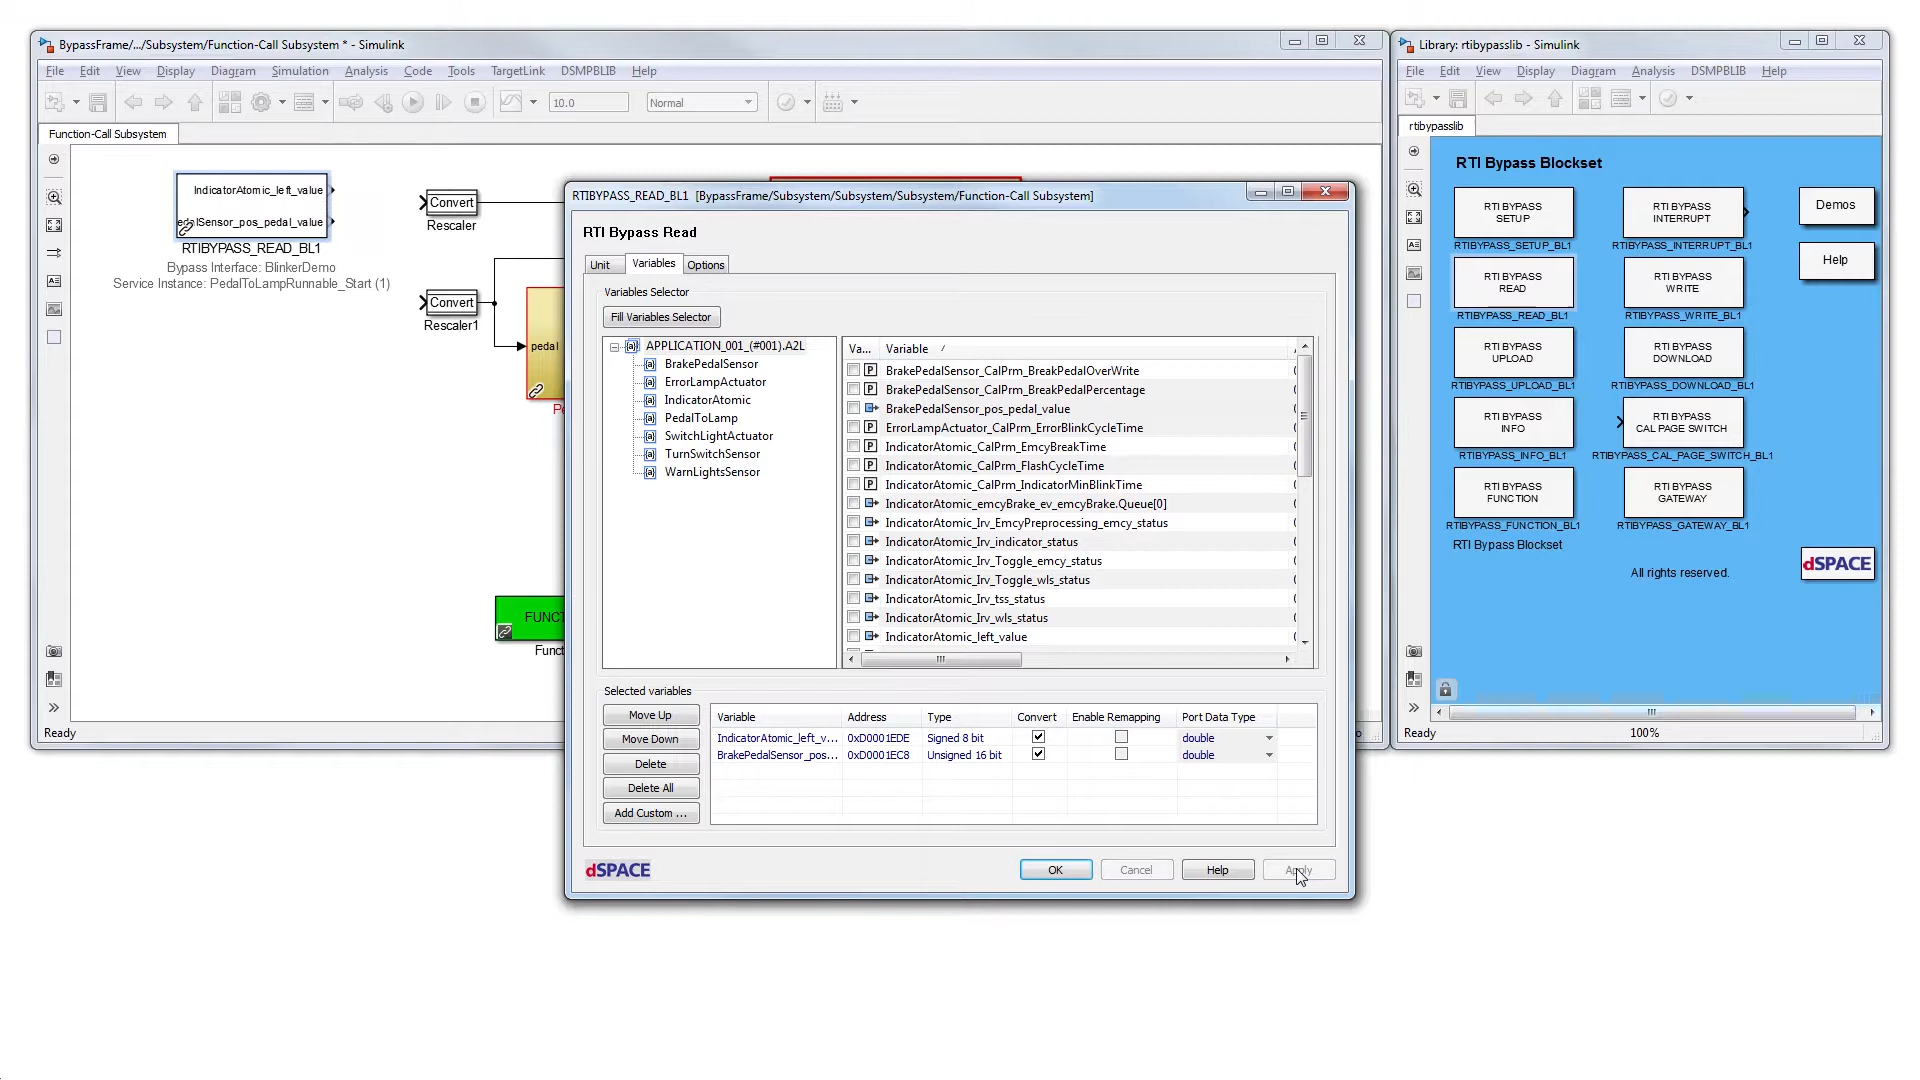 BypassFrame/.../Subsystem/Function-Call Subsystem * - Simulink
File Edit View Display Diagram Simulation Analysis Code Tools TargetLink DSMPBLIB Help
10.0 Normal
Function-Call Subsystem
IndicatorAtomic_left_value
edalSensor_pos_pedal_value
RTIBYPASS_READ_BL1
Bypass Interface: BlinkerDemo
Service Instance: PedalToLampRunnable_Start (1)
Convert
Rescaler
Convert
Rescaler1
pedal
Pe
FUNCT
Funct
Ready
RTIBYPASS_READ_BL1 [BypassFrame/Subsystem/Subsystem/Subsystem/Function-Call Subsystem]
RTI Bypass Read
Unit Variables Options
Variables Selector
Fill Variables Selector
APPLICATION_001_(#001).A2L
BrakePedalSensor
ErrorLampActuator
IndicatorAtomic
PedalToLamp
SwitchLightActuator
TurnSwitchSensor
WarnLightsSensor
Va... Variable
P BrakePedalSensor_CalPrm_BreakPedalOverWrite
P BrakePedalSensor_CalPrm_BreakPedalPercentage
BrakePedalSensor_pos_pedal_value
P ErrorLampActuator_CalPrm_ErrorBlinkCycleTime
P IndicatorAtomic_CalPrm_EmcyBreakTime
P IndicatorAtomic_CalPrm_FlashCycleTime
P IndicatorAtomic_CalPrm_IndicatorMinBlinkTime
IndicatorAtomic_emcyBrake_ev_emcyBrake.Queue[0]
IndicatorAtomic_Irv_EmcyPreprocessing_emcy_status
IndicatorAtomic_Irv_indicator_status
IndicatorAtomic_Irv_Toggle_emcy_status
IndicatorAtomic_Irv_Toggle_wls_status
IndicatorAtomic_Irv_tss_status
IndicatorAtomic_Irv_wls_status
IndicatorAtomic_left_value
Selected variables
Move Up
Move Down
Delete
Delete All
Add Custom ...
Variable Address Type Convert Enable Remapping Port Data Type
IndicatorAtomic_left_v... 0xD0001EDE Signed 8 bit double
BrakePedalSensor_pos... 0xD0001EC8 Unsigned 16 bit double
dSPACE
OK Cancel Help Apply
Library: rtibypasslib - Simulink
File Edit View Display Diagram Analysis DSMPBLIB Help
rtibypasslib
RTI Bypass Blockset
RTI BYPASS
SETUP
RTIBYPASS_SETUP_BL1
RTI BYPASS
INTERRUPT
RTIBYPASS_INTERRUPT_BL1
Demos
RTI BYPASS
READ
RTIBYPASS_READ_BL1
RTI BYPASS
WRITE
RTIBYPASS_WRITE_BL1
Help
RTI BYPASS
UPLOAD
RTIBYPASS_UPLOAD_BL1
RTI BYPASS
DOWNLOAD
RTIBYPASS_DOWNLOAD_BL1
RTI BYPASS
INFO
RTIBYPASS_INFO_BL1
RTI BYPASS
CAL PAGE SWITCH
RTIBYPASS_CAL_PAGE_SWITCH_BL1
RTI BYPASS
FUNCTION
RTIBYPASS_FUNCTION_BL1
RTI BYPASS
GATEWAY
RTIBYPASS_GATEWAY_BL1
RTI Bypass Blockset
All rights reserved.
dSPACE
Ready 100%